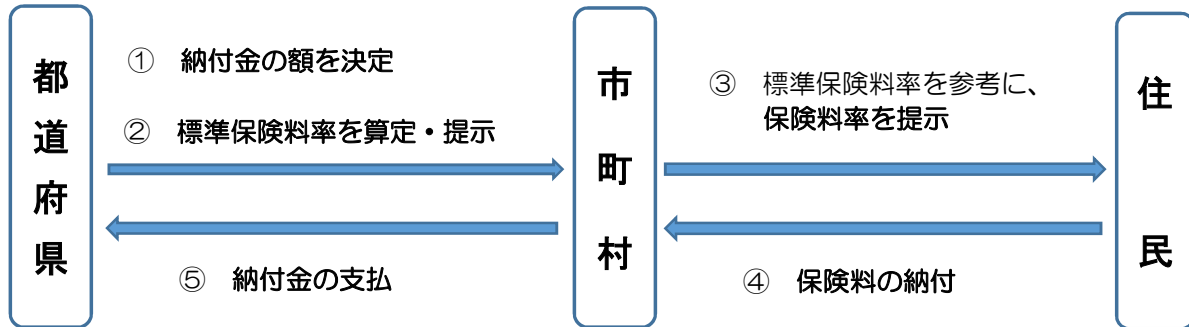 都道府県
① 納付金の額を決定
② 標準保険料率を算定・提示
市町村
③ 標準保険料率を参考に、
保険料率を提示
住民
⑤ 納付金の支払
④ 保険料の納付